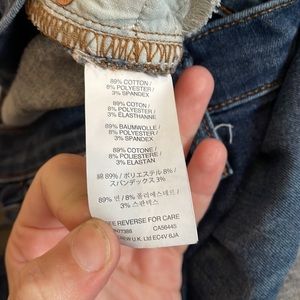 89% COTTON /
8% POLYESTER /
3% SPANDEX
89% COTON /
8% POLYESTER /
3% ELASTHANNE
89% BAUMWOLLE /
8% POLYESTER /
3% ELASTHAN
89% COTONE /
8% POLIESTERE /
3% ELASTAN
綿 89% / ポリエステル 8% /
スパンデックス 3%
89% 면 / 8% 폴리에스테르 /
3% 스판덱스
REVERSE FOR CARE
CA56445
U.K. Ltd EC4V 6JA